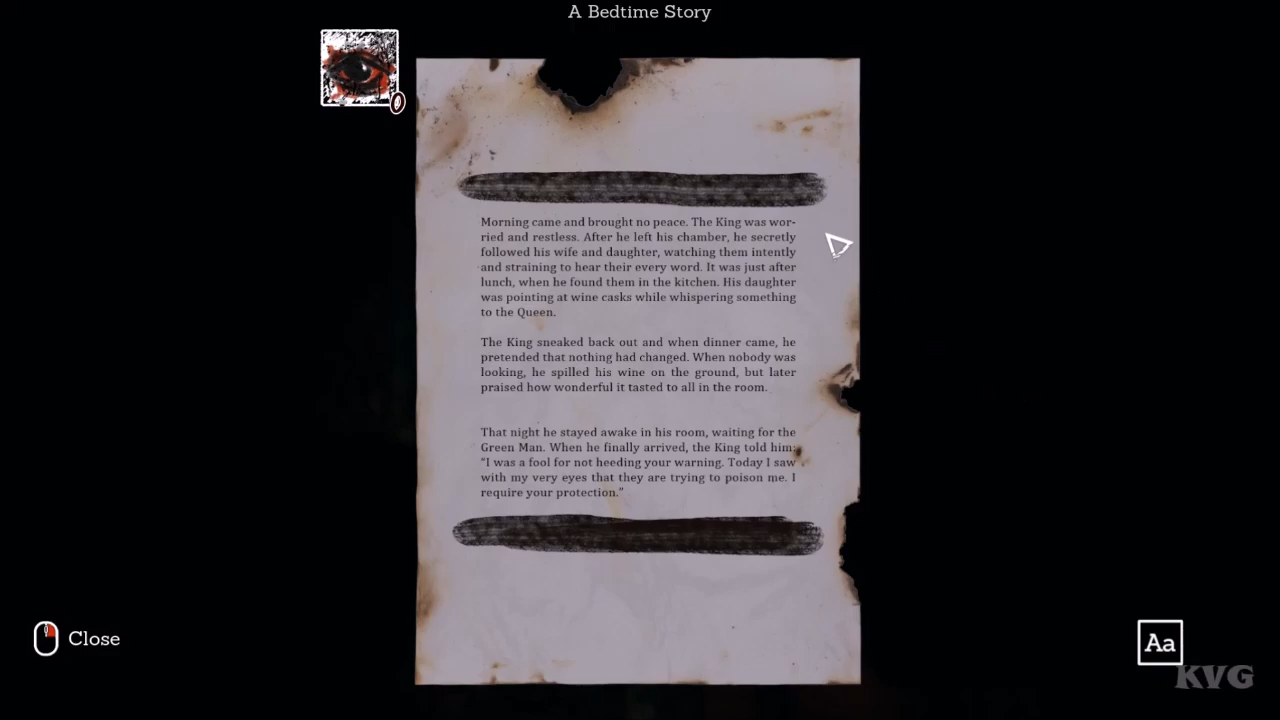 A Bedtime Story
Morning came and brought no peace. The King was wor-
ried and restless. After he left his chamber, he secretly
followed his wife and daughter, watching them intently
and straining to hear their every word. It was just after
lunch, when he found them in the kitchen. His daughter
was pointing at wine casks while whispering something
to the Queen.
The King sneaked back out and when dinner came, he
pretended that nothing had changed. When nobody was
looking, he spilled his wine on the ground, but later
praised how wonderful it tasted to all in the room.
That night he stayed awake in his room, waiting for the
Green Man. When he finally arrived, the King told him:
"I was a fool for not heeding your warning. Today I saw
with my very eyes that they are trying to poison me. I
require your protection."
Close
Aa
KVG